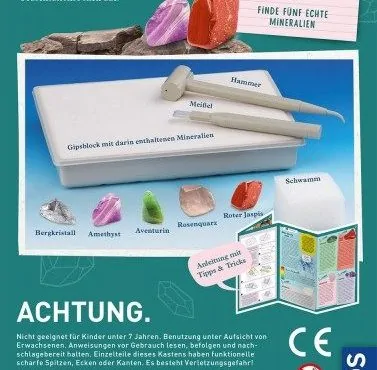 FINDE FÜNF ECHTE
MINERALIEN
Hammer
Meißel
Gipsblock mit darin enthaltenen Mineralien
Schwamm
Bergkristall
Amethyst
Aventurin
Rosenquarz
Roter Jaspis
Anleitung mit
Tipps & Tricks
ACHTUNG.
Nicht geeignet für Kinder unter 7 Jahren. Benutzung unter Aufsicht von
Erwachsenen. Anweisungen vor Gebrauch lesen, befolgen und nach-
schlagebereit halten. Einzelteile dieses Kastens haben funktionelle
scharfe Spitzen, Ecken oder Kanten. Es besteht Verletzungsgefahr!
CE
S